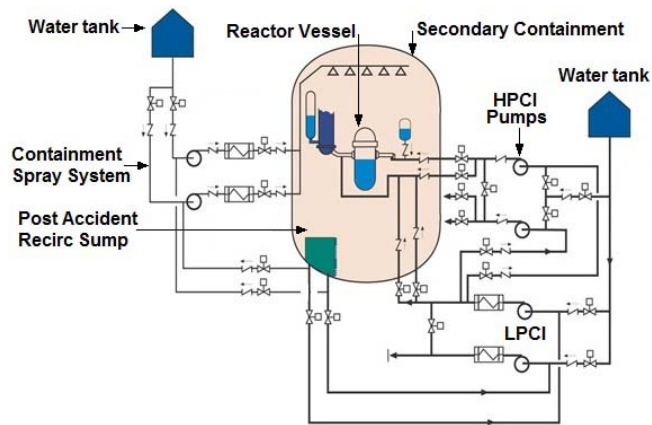 Water tank
Reactor Vessel
Secondary Containment
Water tank
HPCI
Pumps
Containment
Spray System
Post Accident
Recirc Sump
LPCI